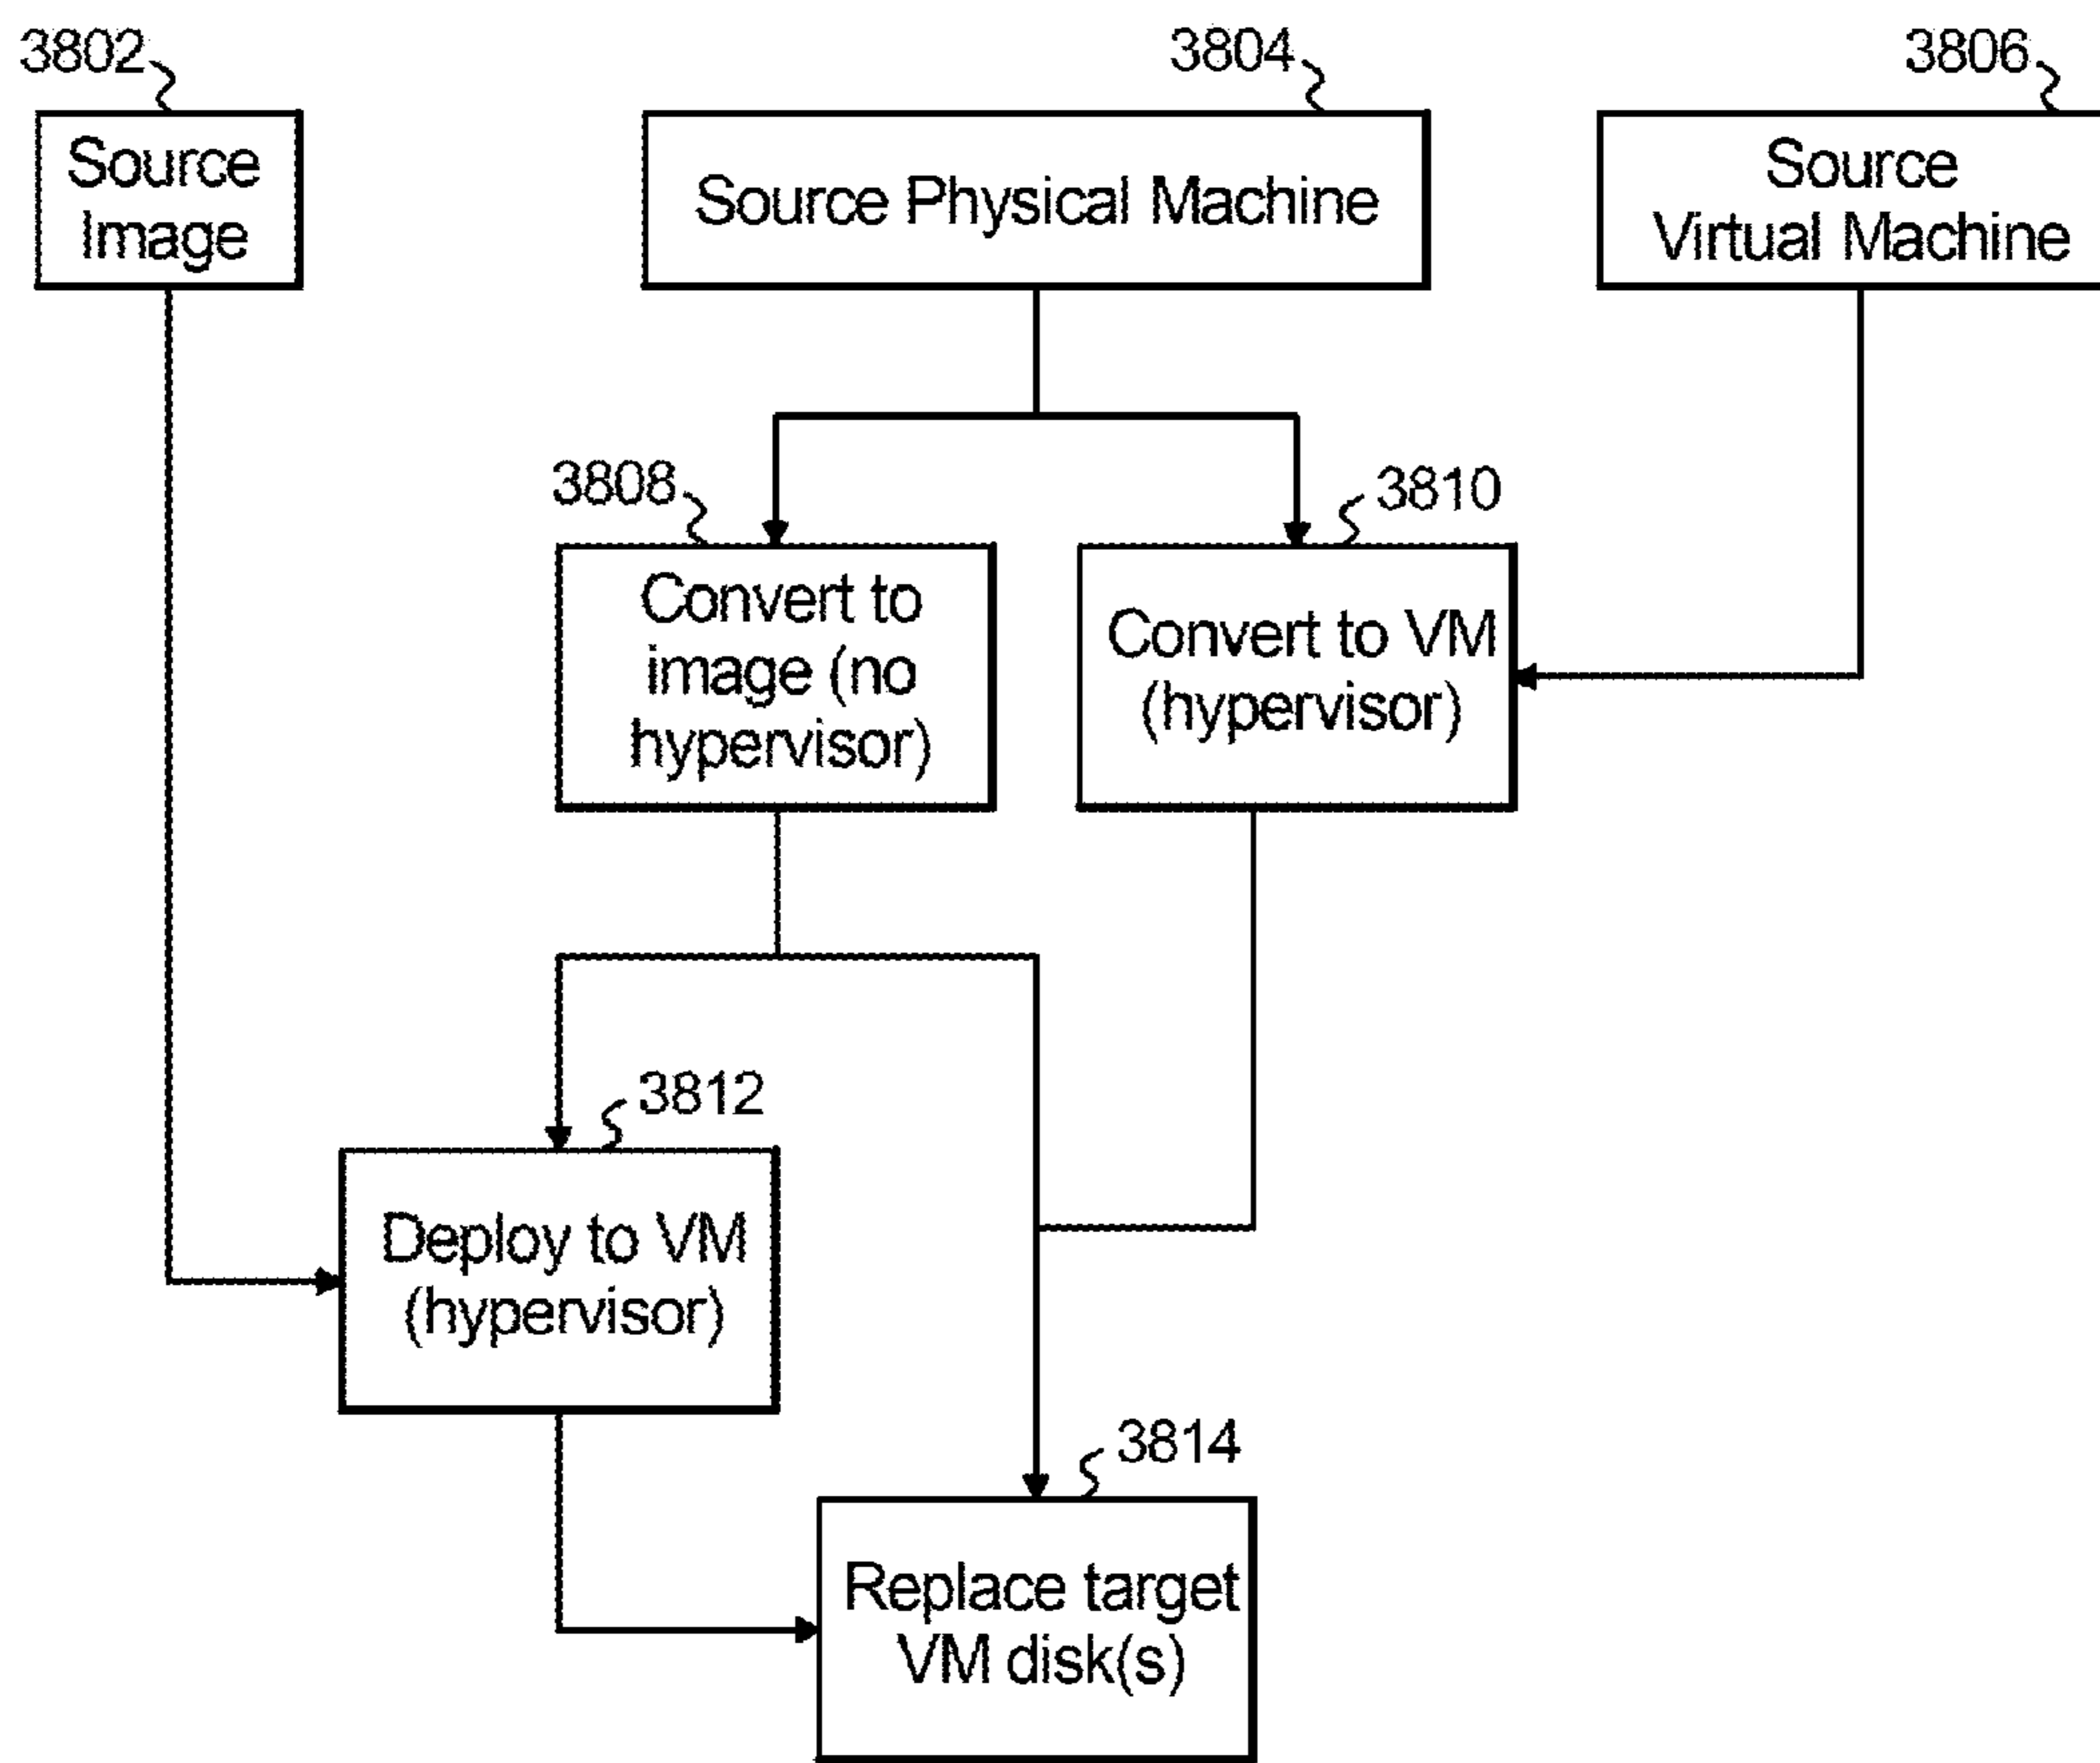 3802
3804
3806
Source
Image
Source Physical Machine
Source
Virtual Machine
3808
3810
Convert to
image (no
hypervisor)
Convert to VM
(hypervisor)
3812
Deploy to VM
(hypervisor)
3814
Replace target
VM disk(s)